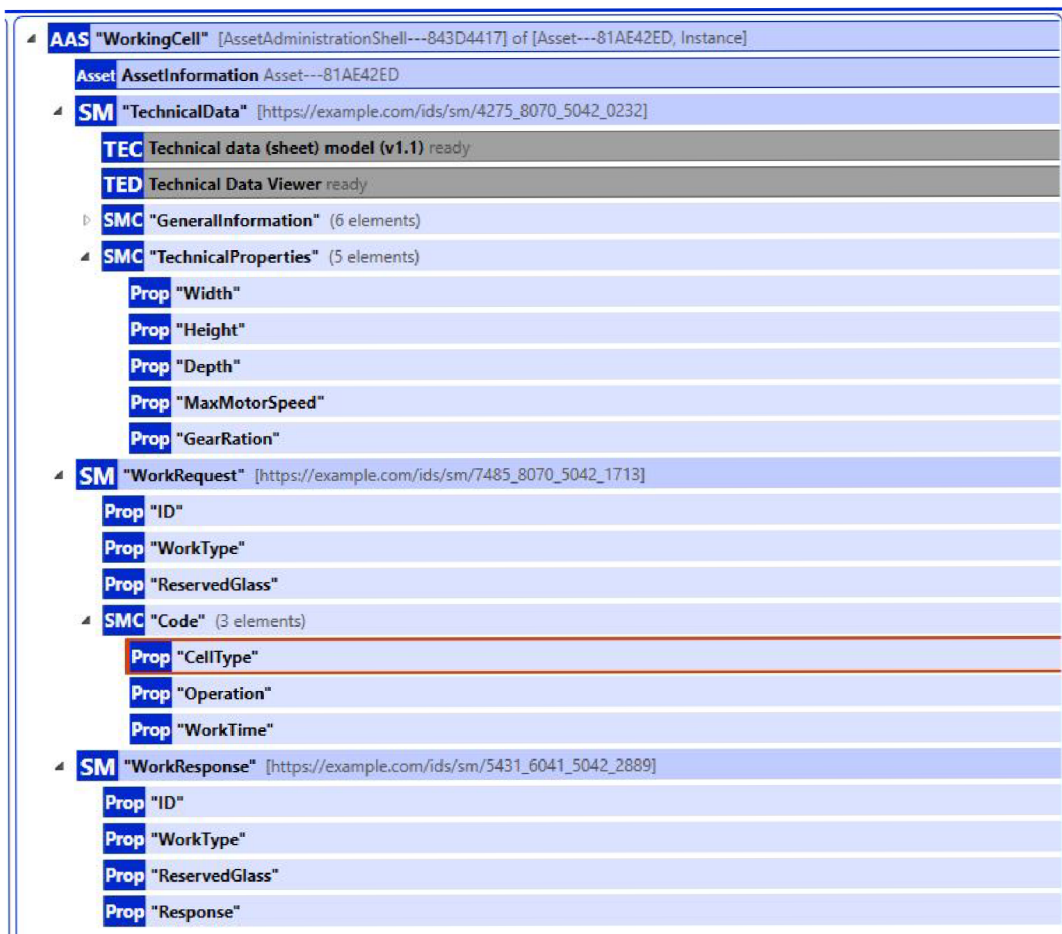 AAS "WorkingCell" [AssetAdministrationShell---843D4417] of [Asset---81AE42ED, Instance]
Asset AssetInformation Asset---81AE42ED
SM "TechnicalData" [https://example.com/ids/sm/4275_8070_5042_0232]
TEC Technical data (sheet) model (v1.1) ready
TED Technical Data Viewer ready
SMC "GeneralInformation" (6 elements)
SMC "TechnicalProperties" (5 elements)
Prop "Width"
Prop "Height"
Prop "Depth"
Prop "MaxMotorSpeed"
Prop "GearRation"
SM "WorkRequest" [https://example.com/ids/sm/7485_8070_5042_1713]
Prop "ID"
Prop "WorkType"
Prop "ReservedGlass"
SMC "Code" (3 elements)
Prop "CellType"
Prop "Operation"
Prop "WorkTime"
SM "WorkResponse" [https://example.com/ids/sm/5431_6041_5042_2889]
Prop "ID"
Prop "WorkType"
Prop "ReservedGlass"
Prop "Response"